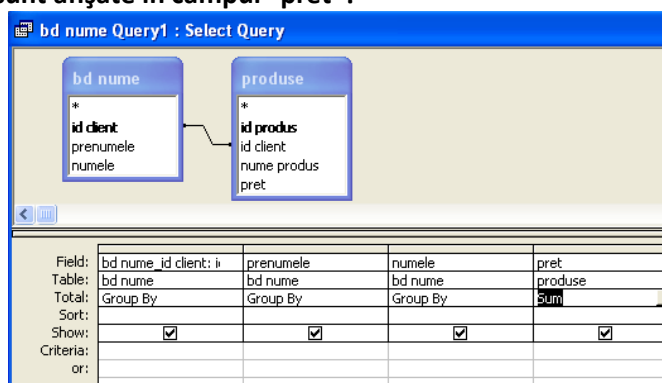 sunt afişate în câmpul "preț".
bd nume Query1 : Select Query
bd nume
*
id client
prenumele
numele
produse
*
id produs
id client
nume produs
pret
Field: bd nume_id client: i prenumele numele pret
Table: bd nume bd nume bd nume produse
Total: Group By Group By Group By Sum
Sort:
Show:
Criteria:
or: